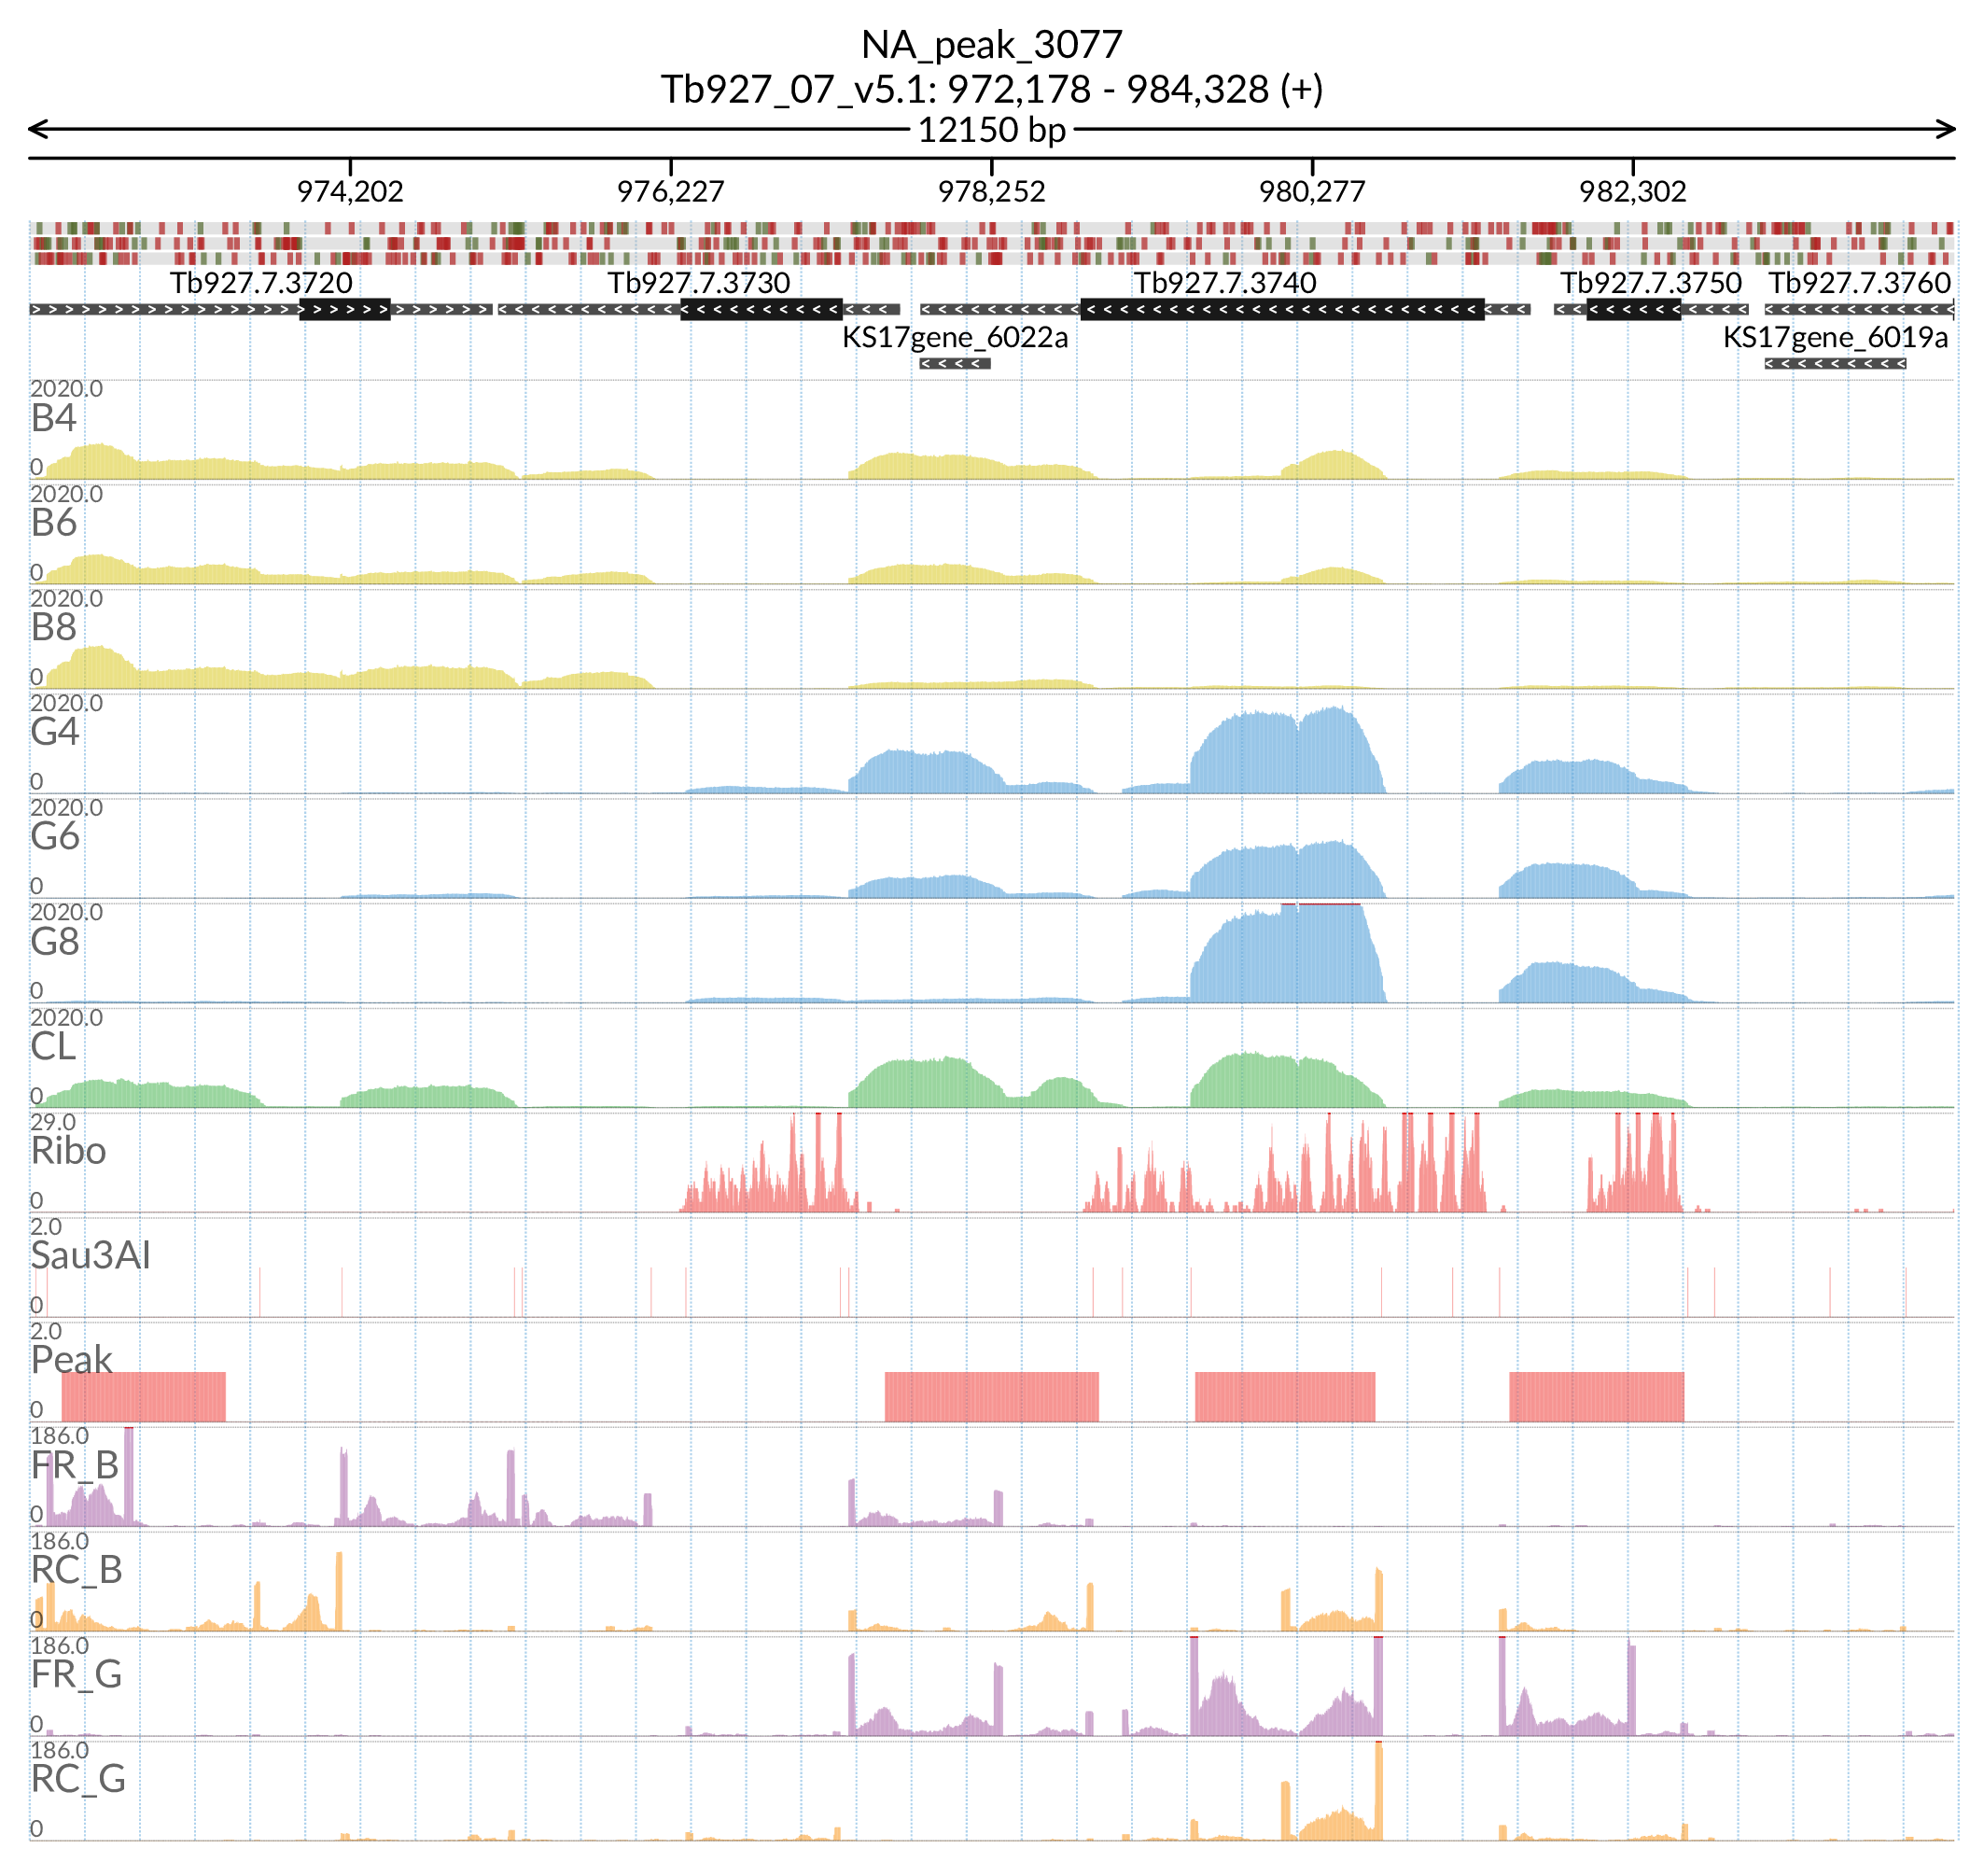 NA_peak_3077
Tb927_07_v5.1: 972,178 - 984,328 (+)
12150 bp
974,202 976,227 978,252 980,277 982,302
Tb927.7.3720 Tb927.7.3730 Tb927.7.3740 Tb927.7.3750 Tb927.7.3760
KS17gene_6022a KS17gene_6019a
2020.0
B4
0
2020.0
B6
0
2020.0
B8
0
2020.0
G4
0
2020.0
G6
0
2020.0
G8
0
2020.0
CL
0
29.0
Ribo
0
2.0
Sau3AI
0
2.0
Peak
0
186.0
FR_B
0
186.0
RC_B
0
186.0
FR_G
0
186.0
RC_G
0